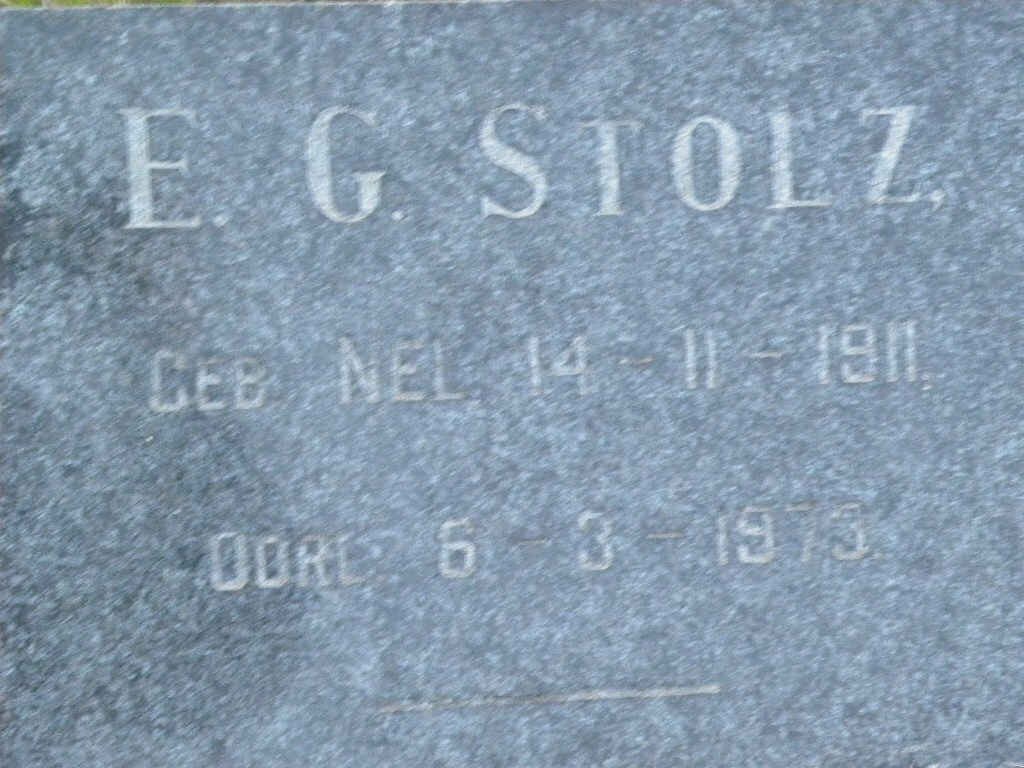 E. G. STOLZ,
GEB NEL 14 - 11 - 1911,
OORL 6 - 3 - 1973.